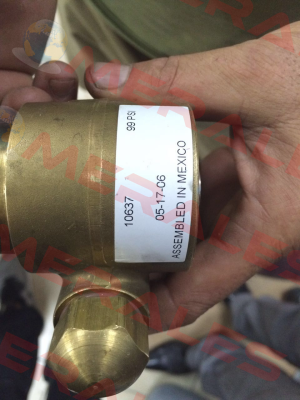 10637 99 PSI
05-17-06
ASSEMBLED IN MEXICO